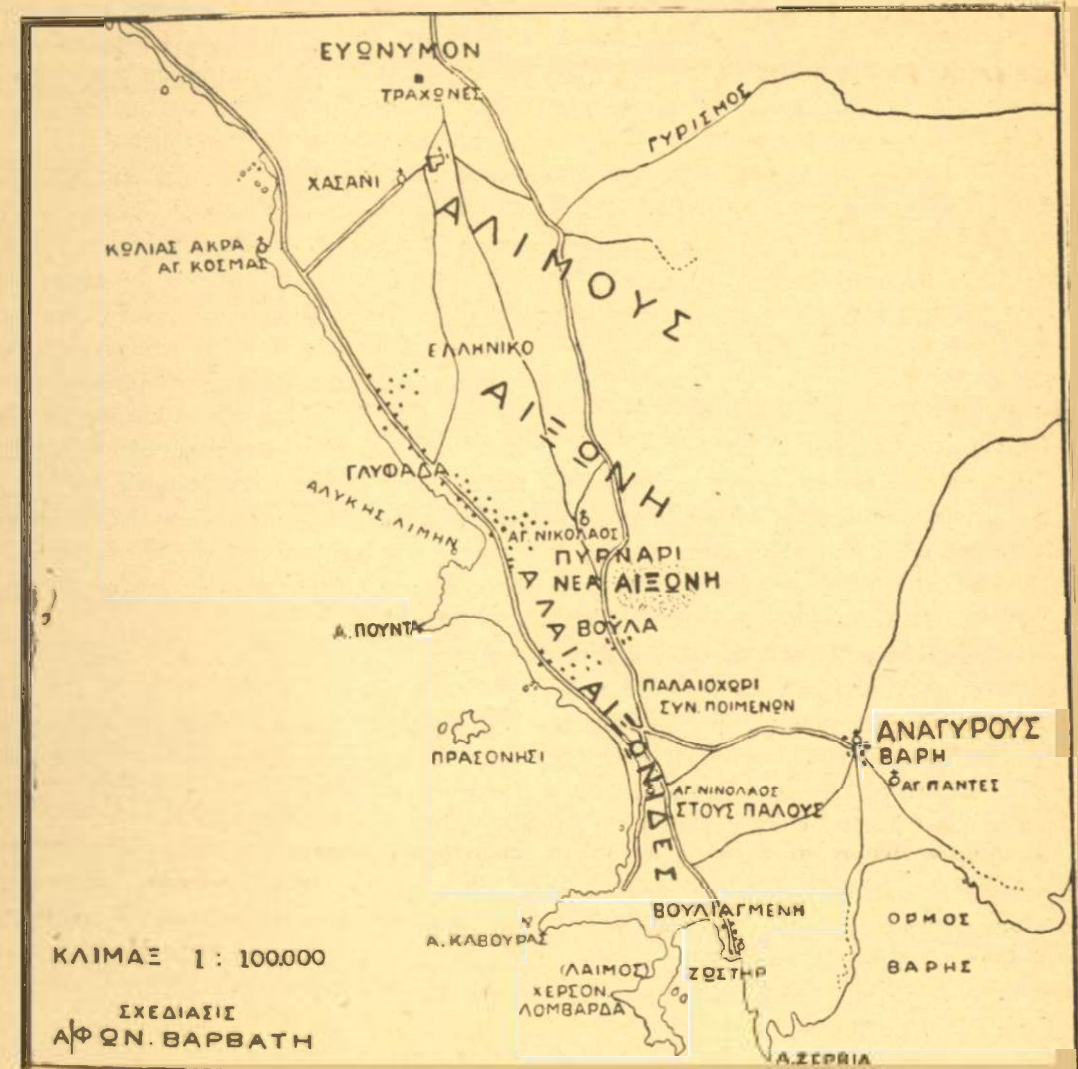 ΕΥΩΝΥΜΟΝ
ΤΡΑΧΩΝΕΣ
ΓΥΡΙΣΜΟΣ
ΧΑΣΑΝΙ
ΑΛΙΜΟΥΣ
ΚΩΛΙΑΣ ΑΚΡΑ
ΑΓ. ΚΟΣΜΑΣ
ΕΛΛΗΝΙΚΟ
ΑΙΞΩΝΗ
ΓΛΥΦΑΔΑ
ΑΛΥΚΗΣ ΛΙΜΗΝ
ΑΓ. ΝΙΚΟΛΑΟΣ
ΠΥΡΝΑΡΙ
ΝΕΑ ΑΙΞΩΝΗ
ΑΛΑΙ ΑΙΞΩΝΙΔΕΣ
Α. ΠΟΥΝΤΑ
ΒΟΥΛΑ
ΠΑΛΑΙΟΧΩΡΙ
ΣΥΝ. ΠΟΙΜΕΝΩΝ
ΑΝΑΓΥΡΟΥΣ
ΒΑΡΗ
ΠΡΑΣΟΝΗΣΙ
ΑΓ. ΠΑΝΤΕΣ
ΑΓ. ΝΙΝΟΛΑΟΣ
ΣΤΟΥΣ ΠΑΛΟΥΣ
ΒΟΥΛΙΑΓΜΕΝΗ
ΟΡΜΟΣ
ΒΑΡΗΣ
Α. ΚΑΒΟΥΡΑΣ
ΖΩΣΤΗΡ
(ΛΑΙΜΟΣ)
ΧΕΡΣΟΝ.
ΛΟΜΒΑΡΔΑ
ΚΛΙΜΑΞ 1 : 100.000
ΣΧΕΔΙΑΣΙΣ
ΑΦΩΝ. ΒΑΡΒΑΤΗ
Α. ΖΕΡΒΙΑ